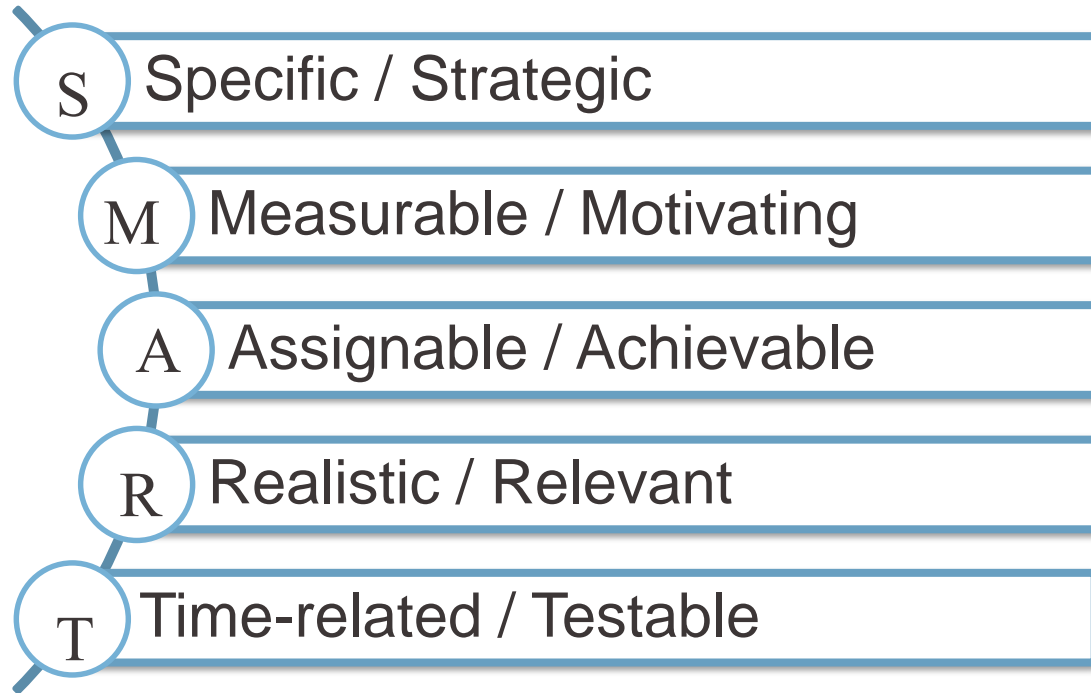 S Specific / Strategic
M Measurable / Motivating
A Assignable / Achievable
R Realistic / Relevant
T Time-related / Testable